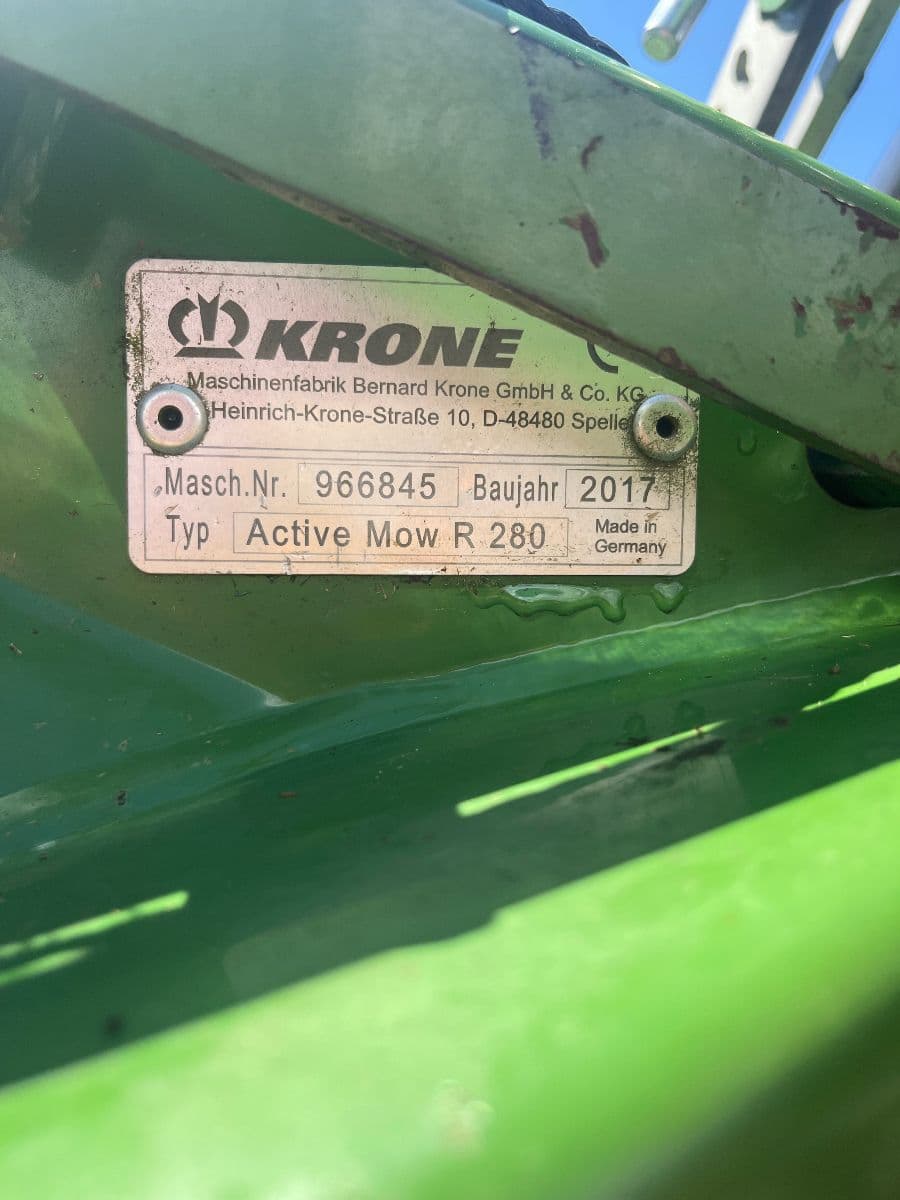 KRONE
Maschinenfabrik Bernard Krone GmbH & Co. KG
Heinrich-Krone-Straße 10, D-48480 Spelle
Masch.Nr. 966845 Baujahr 2017
Typ Active Mow R 280 Made in
Germany